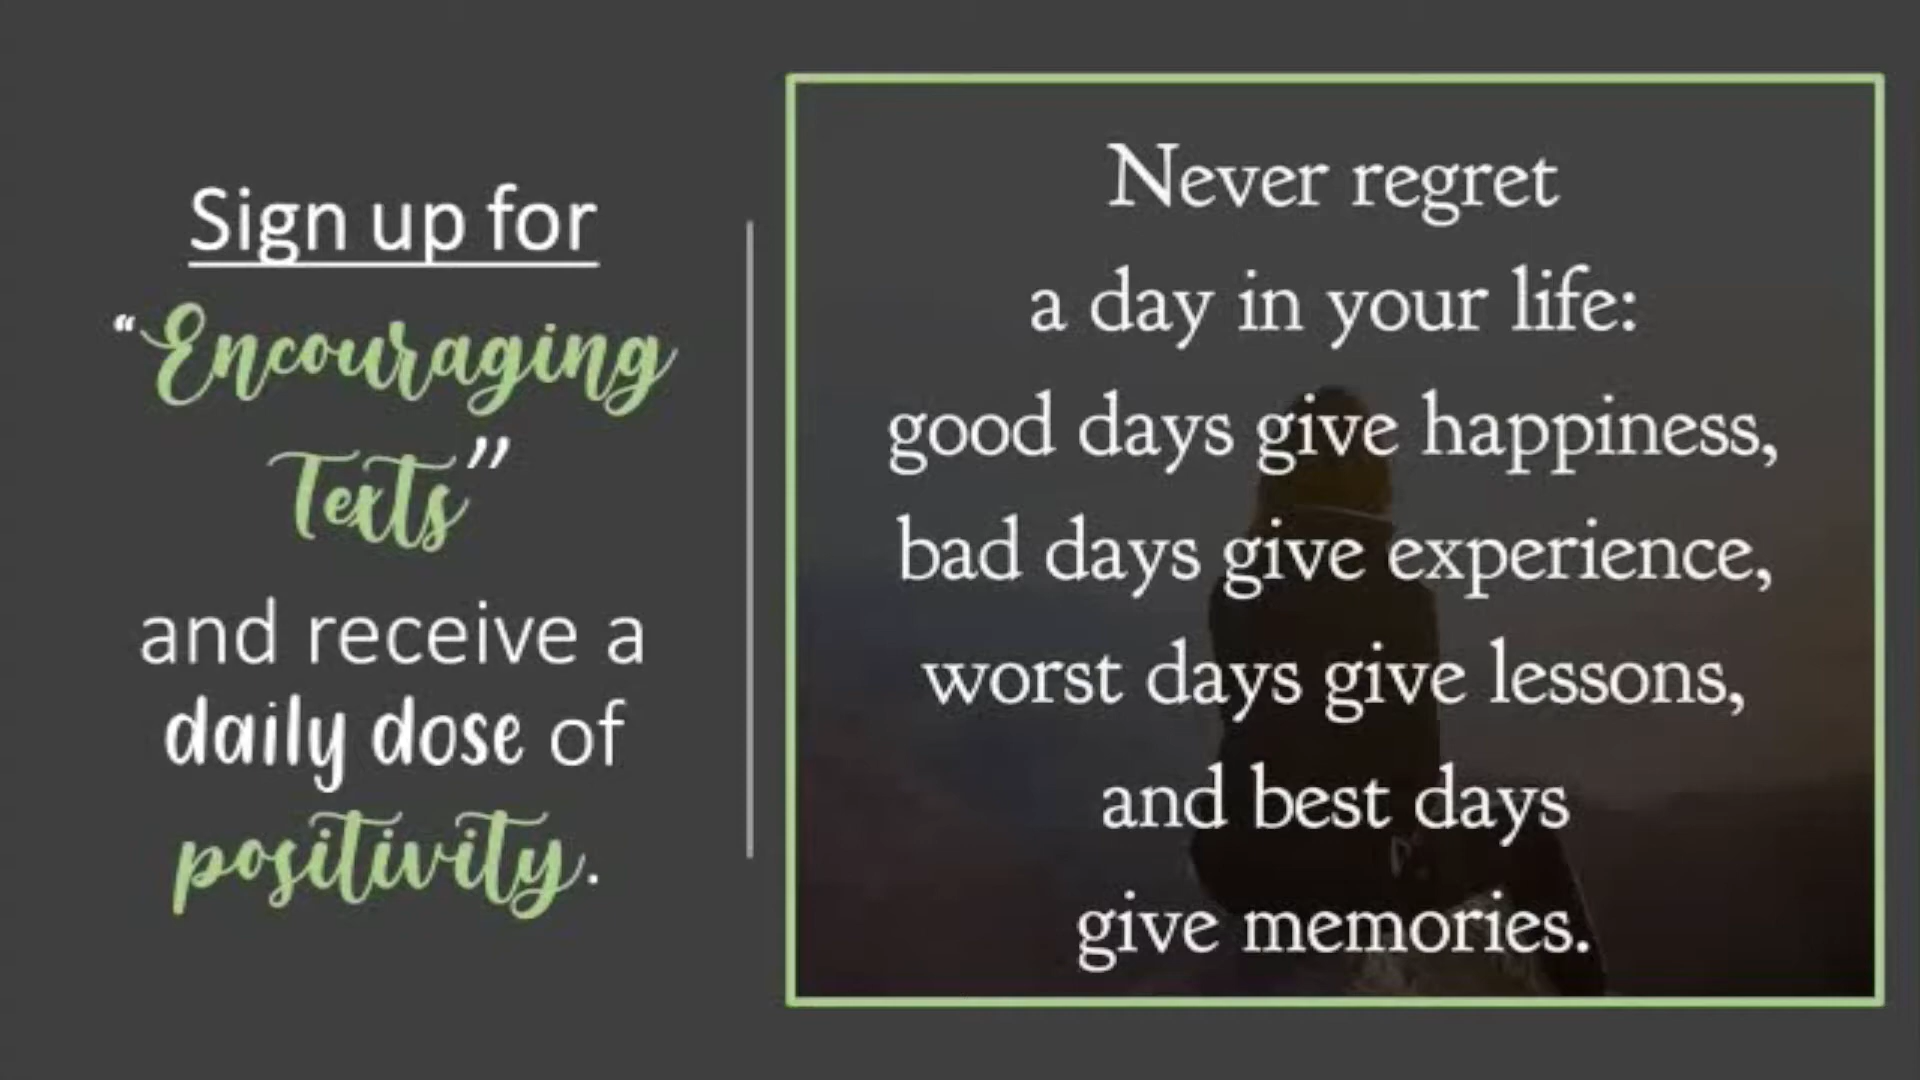 Sign up for
“Encouraging
Texts”
and receive a
daily dose of
positivity.
Never regret
a day in your life:
good days give happiness,
bad days give experience,
worst days give lessons,
and best days
give memories.